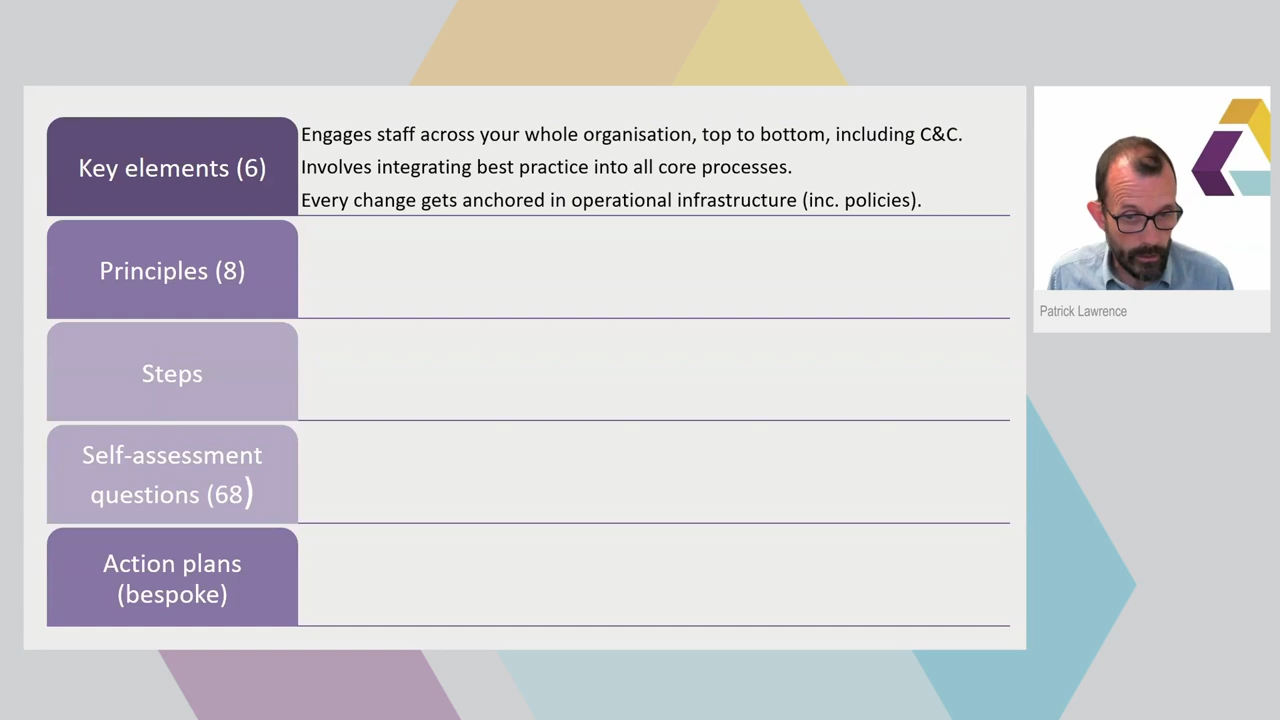 Key elements (6)
Engages staff across your whole organisation, top to bottom, including C&C.
Involves integrating best practice into all core processes.
Every change gets anchored in operational infrastructure (inc. policies).
Principles (8)
Steps
Self-assessment
questions (68)
Action plans
(bespoke)
Patrick Lawrence